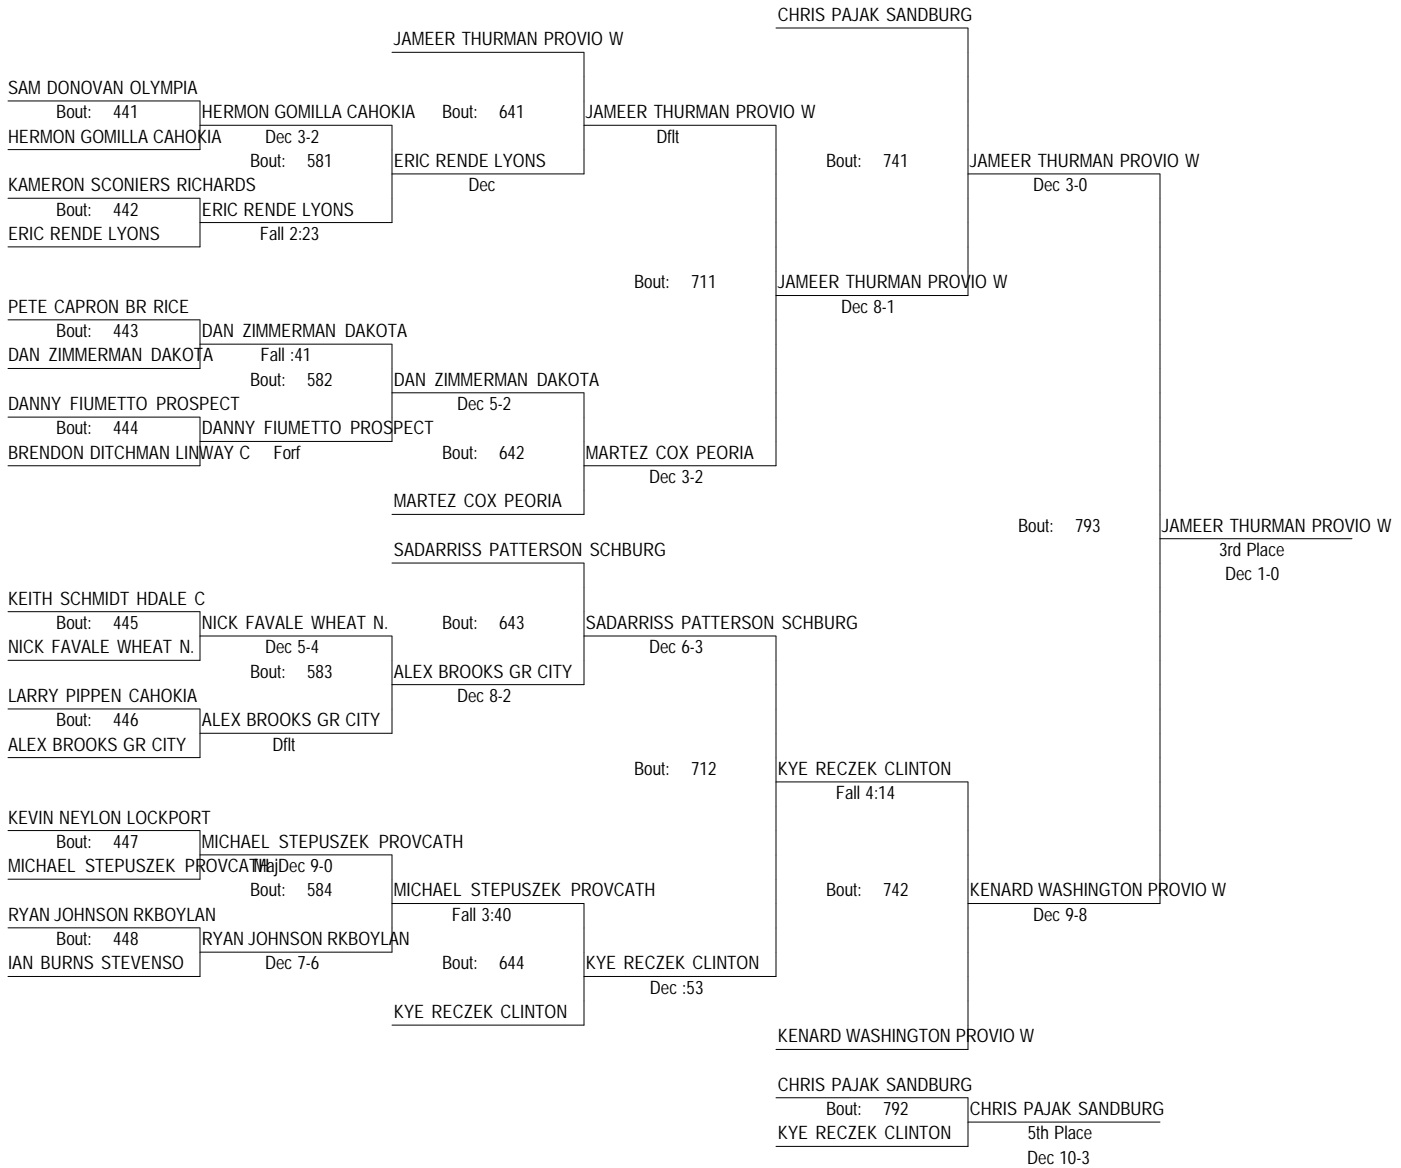 CHRIS PAJAK SANDBURG
JAMEER THURMAN PROVIO W
SAM DONOVAN OLYMPIA
Bout: 441
HERMON GOMILLA CAHOKIA
Bout: 641
JAMEER THURMAN PROVIO W
HERMON GOMILLA CAHOKIA
Dec 3-2
Dflt
Bout: 581
ERIC RENDE LYONS
Bout: 741
JAMEER THURMAN PROVIO W
KAMERON SCONIERS RICHARDS
Dec
Dec 3-0
Bout: 442
ERIC RENDE LYONS
ERIC RENDE LYONS
Fall 2:23
Bout: 711
JAMEER THURMAN PROVIO W
PETE CAPRON BR RICE
Dec 8-1
Bout: 443
DAN ZIMMERMAN DAKOTA
DAN ZIMMERMAN DAKOTA
Fall :41
Bout: 582
DAN ZIMMERMAN DAKOTA
DANNY FIUMETTO PROSPECT
Dec 5-2
Bout: 444
DANNY FIUMETTO PROSPECT
BRENDON DITCHMAN LINWAY C
Forf
Bout: 642
MARTEZ COX PEORIA
Dec 3-2
MARTEZ COX PEORIA
Bout: 793
JAMEER THURMAN PROVIO W
SADARRISS PATTERSON SCHBURG
3rd Place
Dec 1-0
KEITH SCHMIDT HDALE C
Bout: 445
NICK FAVALE WHEAT N.
Bout: 643
SADARRISS PATTERSON SCHBURG
NICK FAVALE WHEAT N.
Dec 5-4
Dec 6-3
Bout: 583
ALEX BROOKS GR CITY
LARRY PIPPEN CAHOKIA
Dec 8-2
Bout: 446
ALEX BROOKS GR CITY
ALEX BROOKS GR CITY
Dflt
Bout: 712
KYE RECZEK CLINTON
Fall 4:14
KEVIN NEYLON LOCKPORT
Bout: 447
MICHAEL STEPUSZEK PROVCATH
MICHAEL STEPUSZEK PROVCATH
MajDec 9-0
Bout: 584
MICHAEL STEPUSZEK PROVCATH
Bout: 742
KENARD WASHINGTON PROVIO W
RYAN JOHNSON RKBOYLAN
Fall 3:40
Dec 9-8
Bout: 448
RYAN JOHNSON RKBOYLAN
IAN BURNS STEVENSO
Dec 7-6
Bout: 644
KYE RECZEK CLINTON
Dec :53
KYE RECZEK CLINTON
KENARD WASHINGTON PROVIO W
CHRIS PAJAK SANDBURG
Bout: 792
CHRIS PAJAK SANDBURG
KYE RECZEK CLINTON
5th Place
Dec 10-3